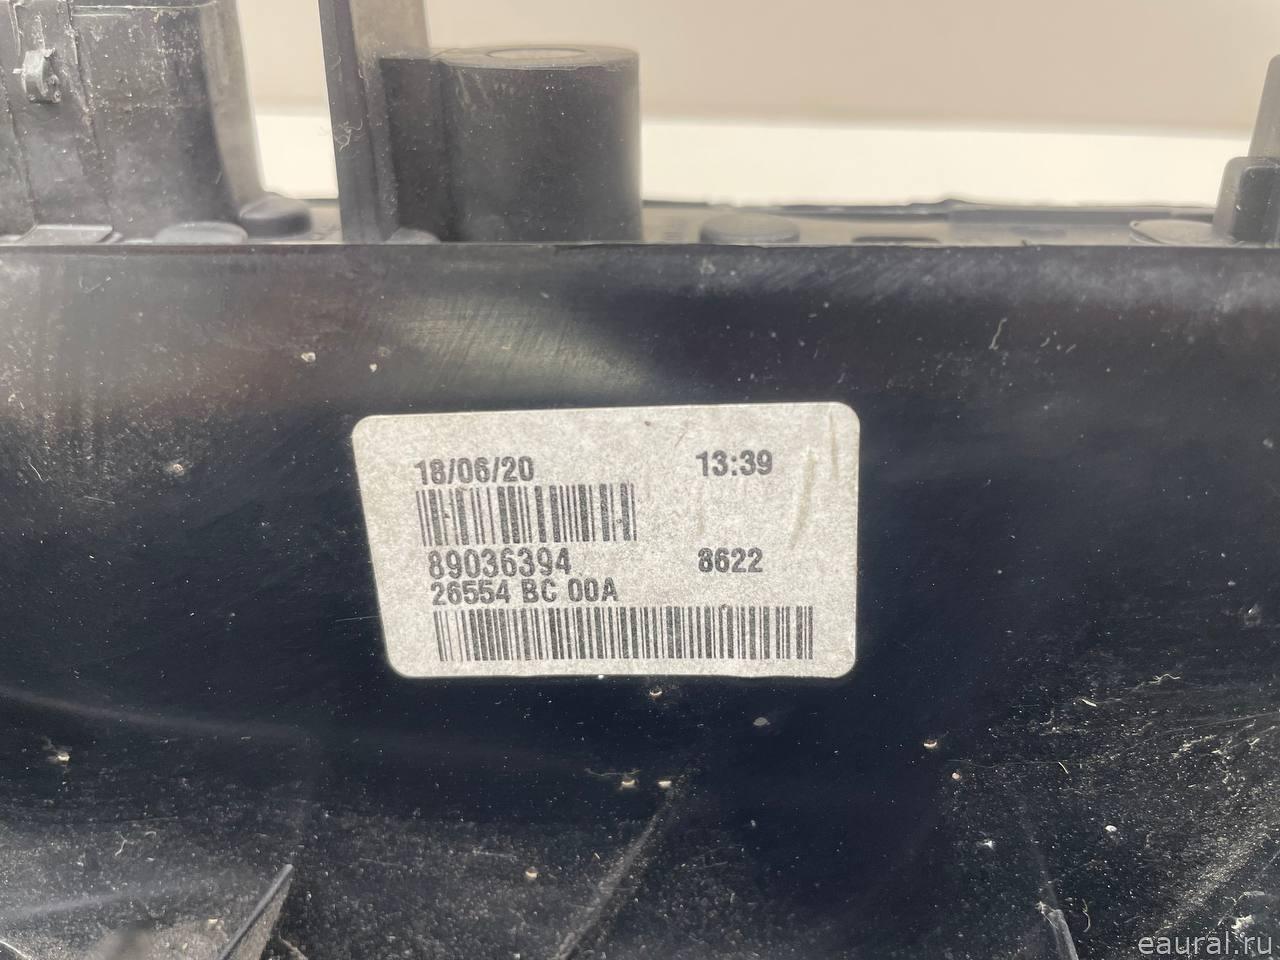 18/06/20 13:39
89036394 8622
26554 BC 00A
eaural.ru